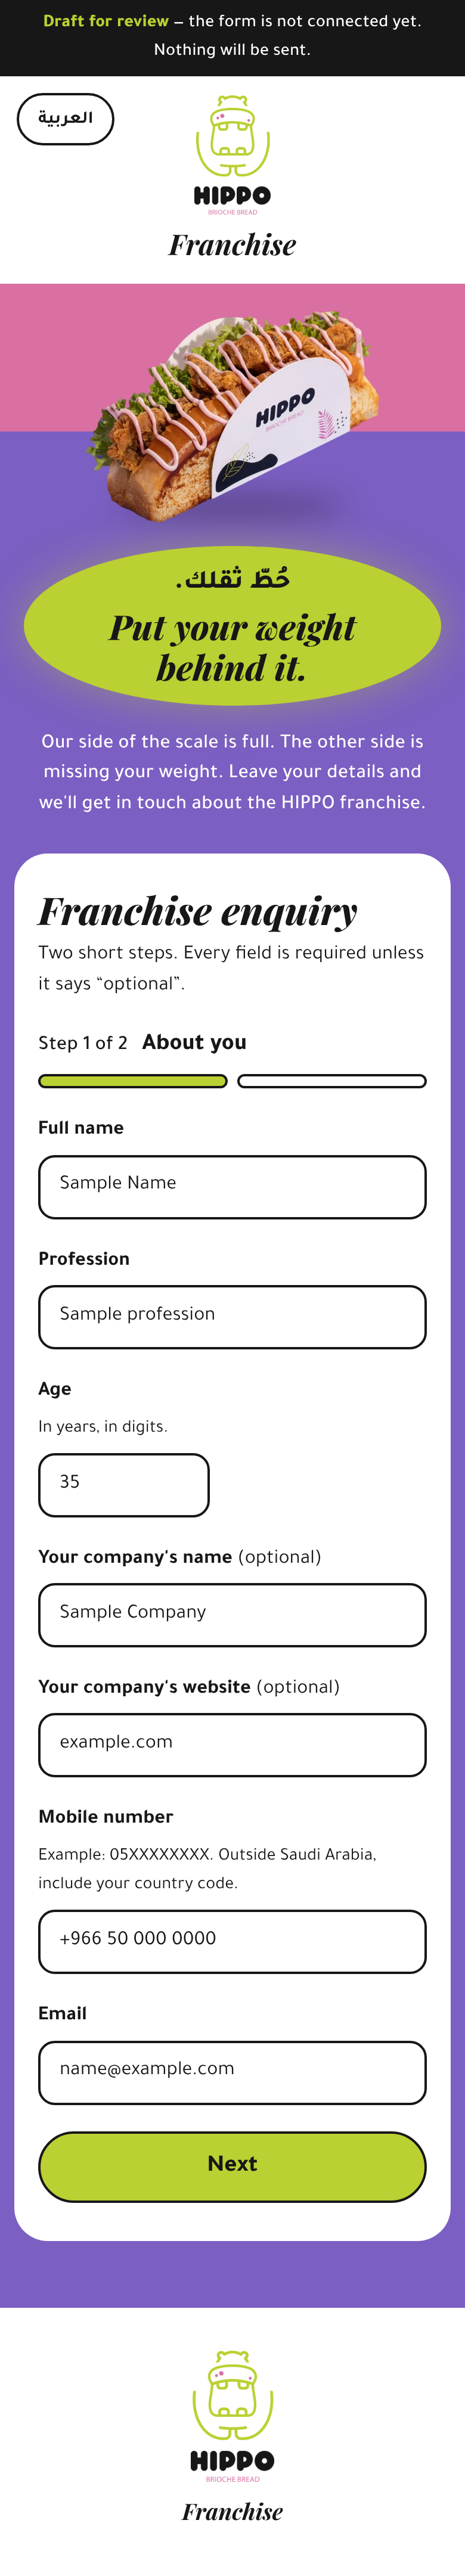 Draft for review – the form is not connected yet.
Nothing will be sent.
العربية
HIPPO
BRIOCHE BREAD
Franchise
HIPPO
BRIOCHE BREAD
حُطّ ثقلك.
Put your weight
behind it.
Our side of the scale is full. The other side is
missing your weight. Leave your details and
we'll get in touch about the HIPPO franchise.
Franchise enquiry
Two short steps. Every field is required unless
it says “optional”.
Step 1 of 2 About you
Full name
Sample Name
Profession
Sample profession
Age
In years, in digits.
35
Your company's name (optional)
Sample Company
Your company's website (optional)
example.com
Mobile number
Example: 05XXXXXXXX. Outside Saudi Arabia,
include your country code.
+966 50 000 0000
Email
name@example.com
Next
HIPPO
BRIOCHE BREAD
Franchise